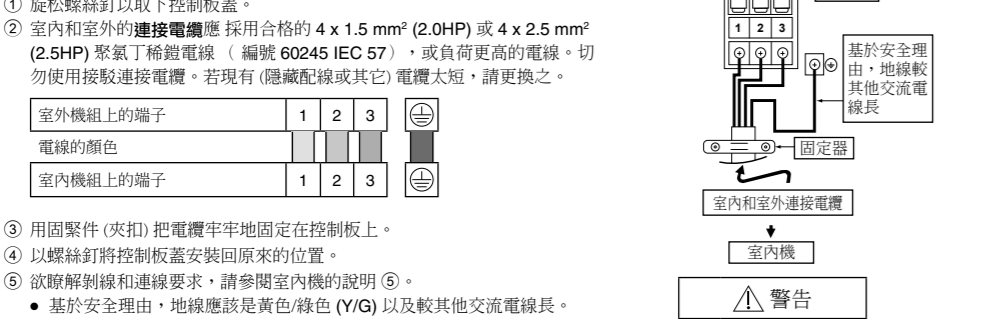 ① 旋松螺絲釘以取下控制板蓋。
② 室內和室外的連接電纜應 採用合格的 4 x 1.5 mm² (2.0HP) 或 4 x 2.5 mm²
(2.5HP) 聚氯丁稀鎧電線 （ 編號 60245 IEC 57），或負荷更高的電線。切
勿使用接駁連接電纜。若現有 (隱藏配線或其它) 電纜太短，請更換之。
室外機組上的端子 1 2 3
電線的顏色
室內機組上的端子 1 2 3
③ 用固緊件 (夾扣) 把電纜牢牢地固定在控制板上。
④ 以螺絲釘將控制板蓋安裝回原來的位置。
⑤ 欲瞭解剝線和連線要求，請參閱室內機的說明 ⑤。
● 基於安全理由，地線應該是黃色/綠色 (Y/G) 以及較其他交流電線長。
1 2 3
基於安全理
由，地線較
其他交流電
線長
固定器
室內和室外連接電纜
室內機
警告